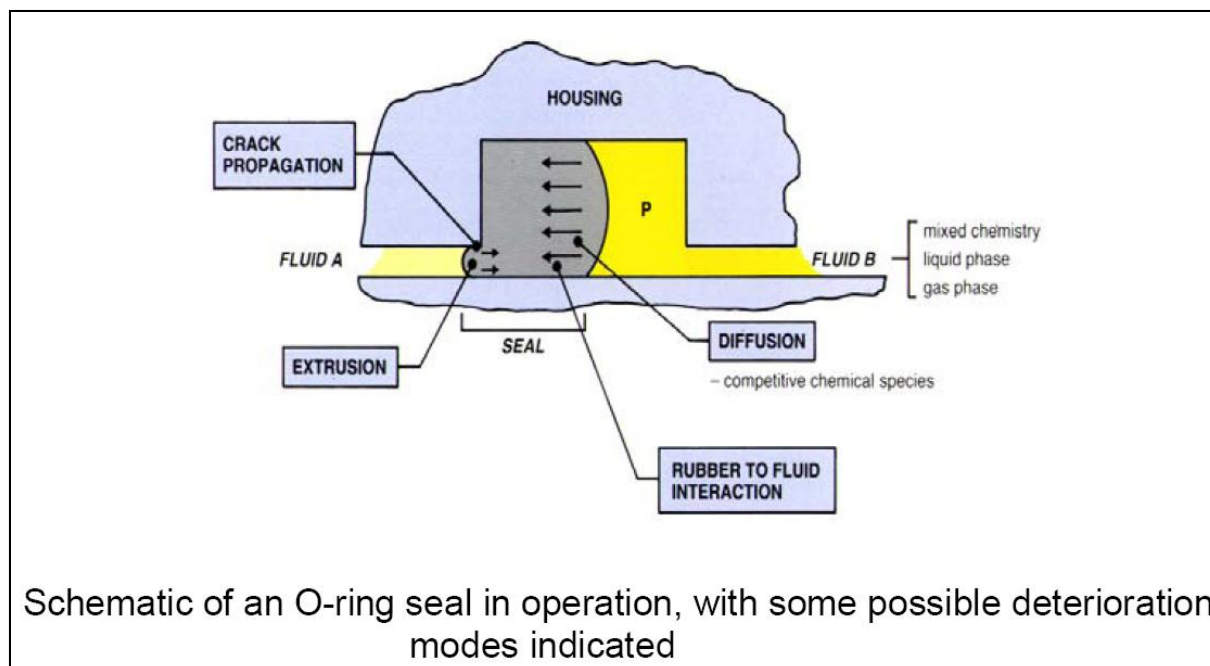 HOUSING
CRACK
PROPAGATION
P
FLUID A
FLUID B
mixed chemistry
liquid phase
gas phase
SEAL
EXTRUSION
DIFFUSION
– competitive chemical species
RUBBER TO FLUID
INTERACTION
Schematic of an O-ring seal in operation, with some possible deterioration
modes indicated